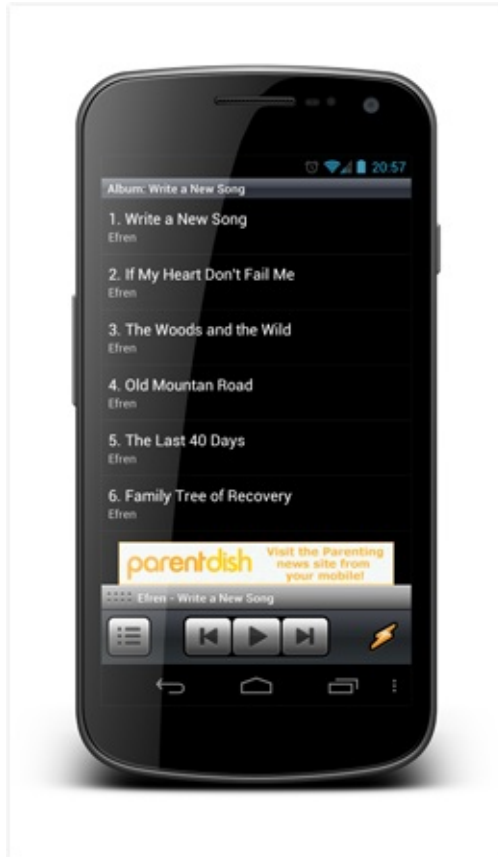 20:57
Album: Write a New Song
1. Write a New Song
Efren
2. If My Heart Don't Fail Me
Efren
3. The Woods and the Wild
Efren
4. Old Mountan Road
Efren
5. The Last 40 Days
Efren
6. Family Tree of Recovery
Efren
parentdish
Visit the Parenting
news site from
your mobile!
Efren - Write a New Song